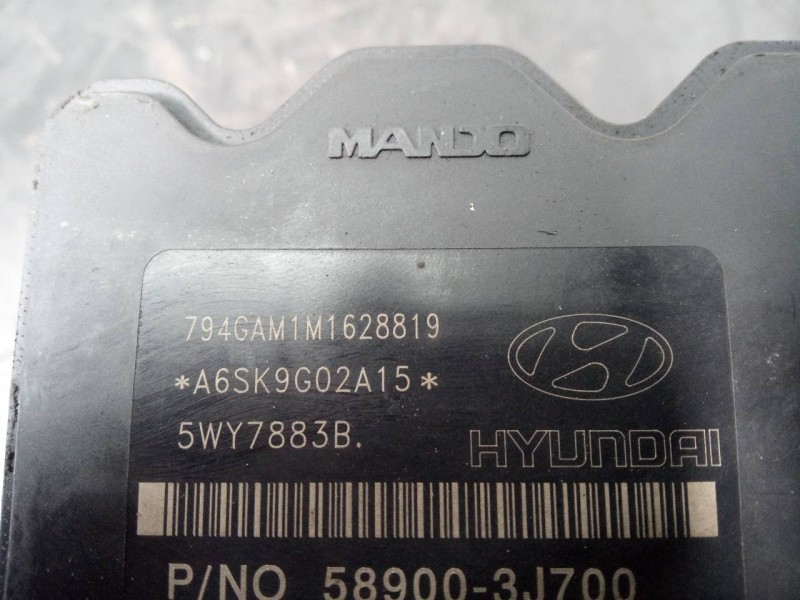 MANDO
794GAM1M1628819
*A6SK9G02A15*
5WY7883B.
HYUNDAI
P/NO 58900-3J700